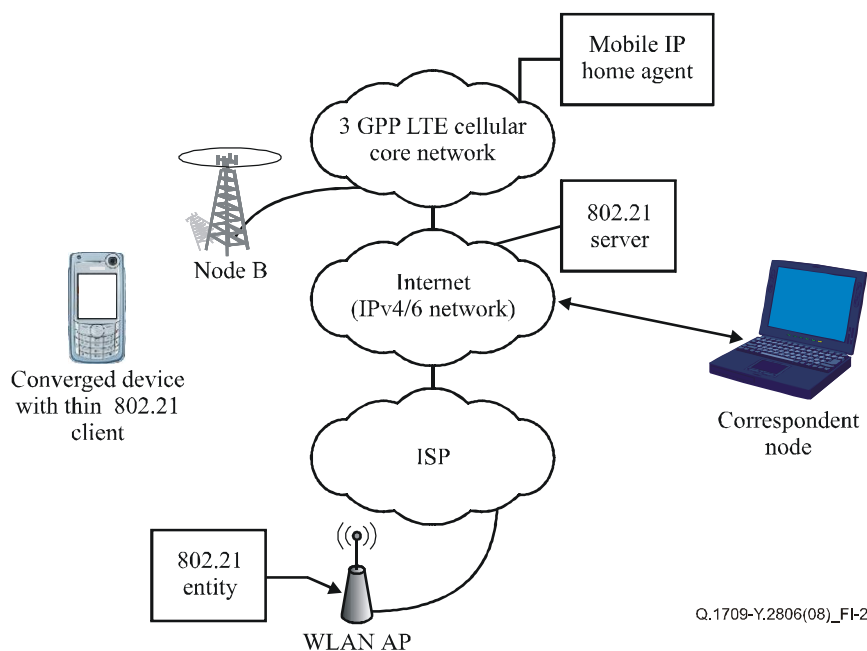 Mobile IP
home agent
3 GPP LTE cellular
core network
802.21
server
Node B
Internet
(IPv4/6 network)
Converged device
with thin 802.21
client
Correspondent
node
ISP
802.21
entity
WLAN AP
Q.1709-Y.2806(08)_FI-2